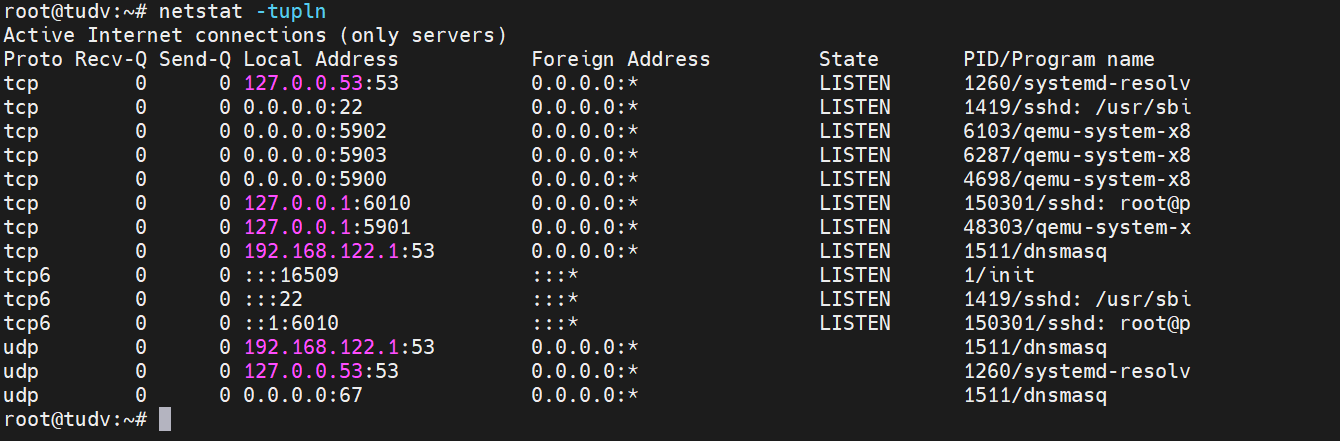 root@tudv:~# netstat -tupln
Active Internet connections (only servers)
Proto Recv-Q Send-Q Local Address           Foreign Address         State       PID/Program name
tcp        0      0 127.0.0.53:53           0.0.0.0:*               LISTEN      1260/systemd-resolv
tcp        0      0 0.0.0.0:22              0.0.0.0:*               LISTEN      1419/sshd: /usr/sbi
tcp        0      0 0.0.0.0:5902            0.0.0.0:*               LISTEN      6103/qemu-system-x8
tcp        0      0 0.0.0.0:5903            0.0.0.0:*               LISTEN      6287/qemu-system-x8
tcp        0      0 0.0.0.0:5900            0.0.0.0:*               LISTEN      4698/qemu-system-x8
tcp        0      0 127.0.0.1:6010          0.0.0.0:*               LISTEN      150301/sshd: root@p
tcp        0      0 127.0.0.1:5901          0.0.0.0:*               LISTEN      48303/qemu-system-x
tcp        0      0 192.168.122.1:53        0.0.0.0:*               LISTEN      1511/dnsmasq
tcp6       0      0 :::16509                :::*                    LISTEN      1/init
tcp6       0      0 :::22                   :::*                    LISTEN      1419/sshd: /usr/sbi
tcp6       0      0 ::1:6010                :::*                    LISTEN      150301/sshd: root@p
udp        0      0 192.168.122.1:53        0.0.0.0:*                           1511/dnsmasq
udp        0      0 127.0.0.53:53           0.0.0.0:*                           1260/systemd-resolv
udp        0      0 0.0.0.0:67              0.0.0.0:*                           1511/dnsmasq
root@tudv:~#